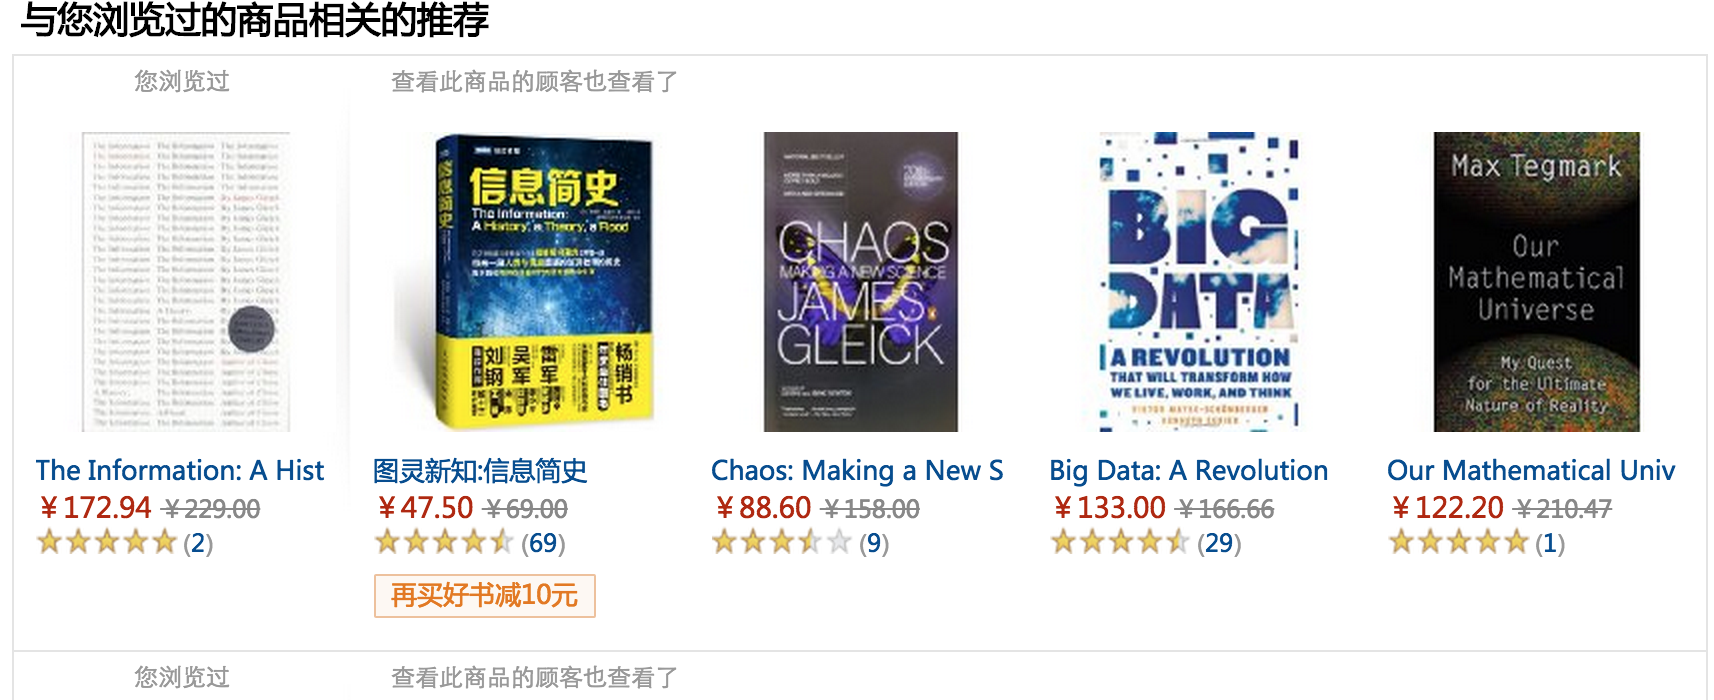 与您浏览过的商品相关的推荐
您浏览过
查看此商品的顾客也查看了
信息简史
The Information:
A History, a Theory, a Flood
畅销书
雷军
吴军
刘钢
CHAOS
MAKING A NEW SCIENCE
JAMES
GLEICK
BIG
DATA
A REVOLUTION
THAT WILL TRANSFORM HOW
WE LIVE, WORK, AND THINK
Max Tegmark
Our
Mathematical
Universe
My Quest
for the Ultimate
Nature of Reality
The Information: A Hist
¥172.94 ¥229.00
(2)
图灵新知:信息简史
¥47.50 ¥69.00
(69)
再买好书减10元
Chaos: Making a New S
¥88.60 ¥158.00
(9)
Big Data: A Revolution
¥133.00 ¥166.66
(29)
Our Mathematical Univ
¥122.20 ¥210.47
(1)
您浏览过
查看此商品的顾客也查看了